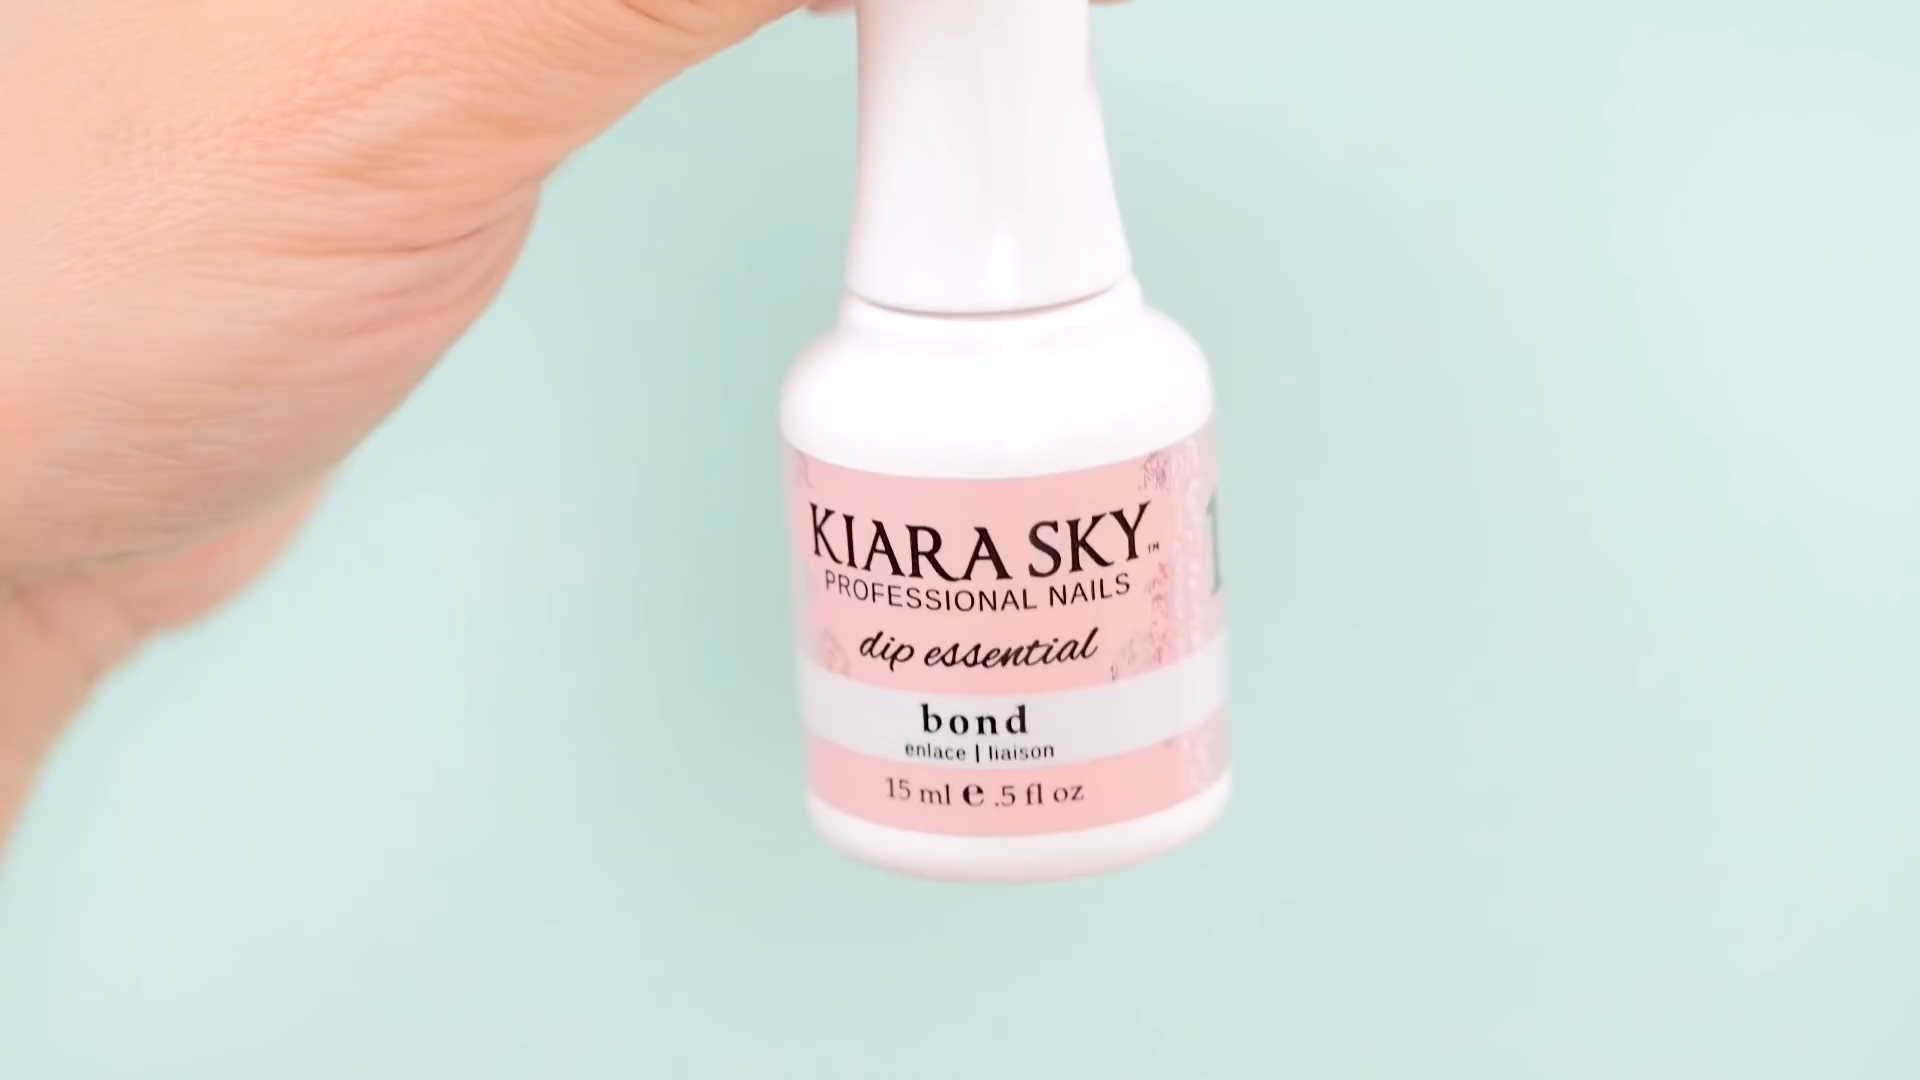 KIARA SKY™
PROFESSIONAL NAILS
dip essential
bond
enlace | liaison
15 ml e .5 fl oz